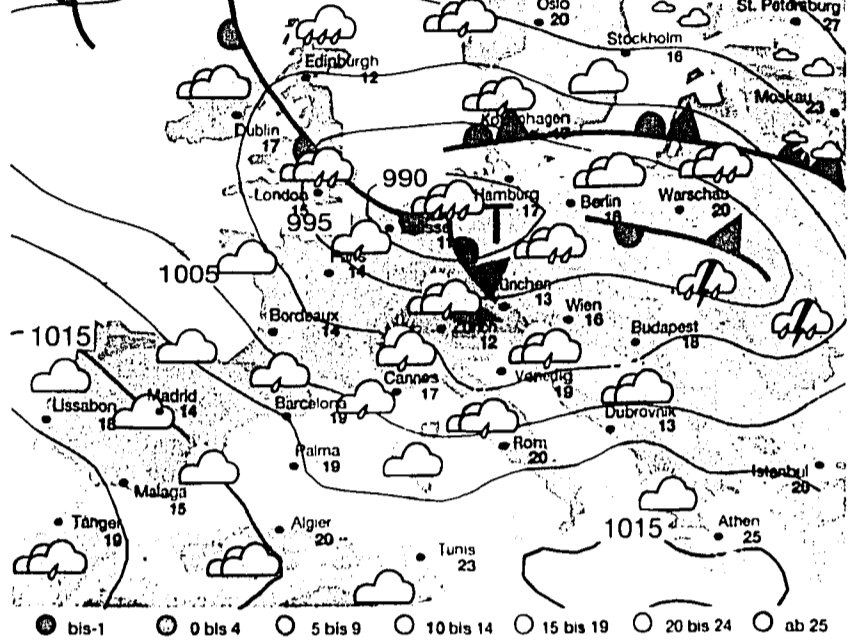 Oslo
20
St. Petersburg
27
Stockholm
16
Edinburgh
12
Moskau
23
Dublin
17
990
London
15
Hamburg
17
Berlin
18
Warschau
20
995
Paris
14
1005
München
13
Bordeaux
14
Zürich
12
Wien
16
Budapest
18
1015
Cannes
17
Venedig
19
Lissabon
18
Madrid
14
Barcelona
19
Dubrovnik
13
Rom
20
Palma
19
Istanbul
20
Malaga
15
Tanger
19
Algier
20
1015
Athen
25
Tunis
23
bis-1
0 bis 4
5 bis 9
10 bis 14
15 bis 19
20 bis 24
ab 25